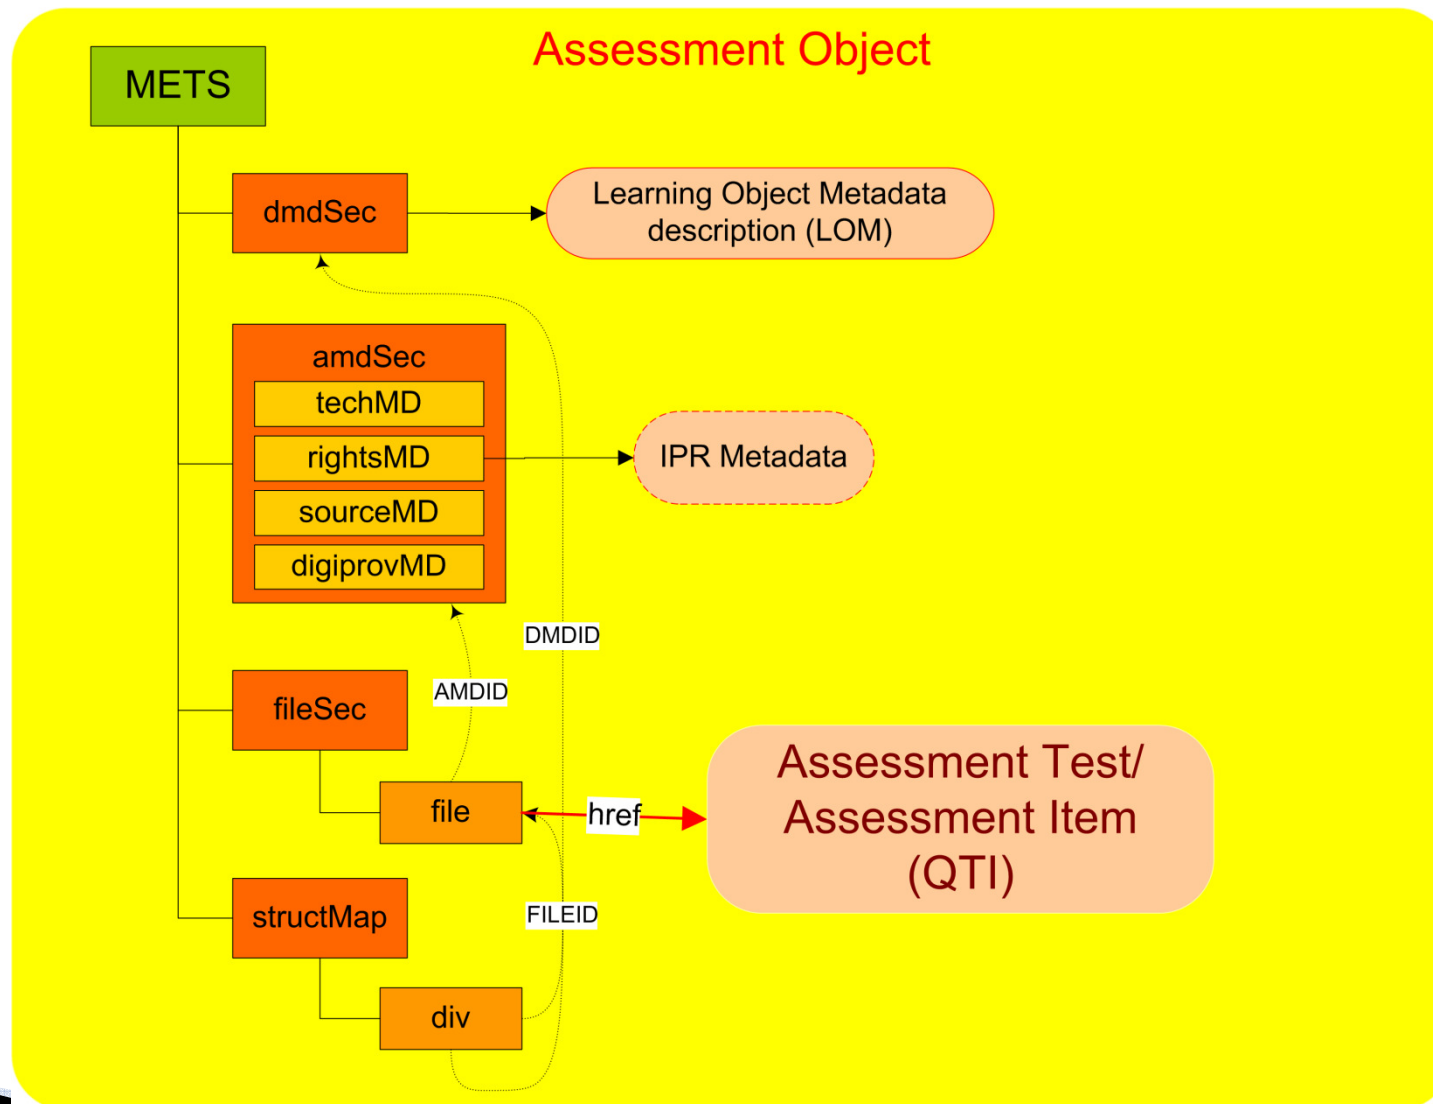 Assessment Object
METS
dmdSec
Learning Object Metadata
description (LOM)
amdSec
techMD
rightsMD
IPR Metadata
sourceMD
digiprovMD
DMDID
AMDID
fileSec
Assessment Test/
Assessment Item
(QTI)
file
href
structMap
FILEID
div